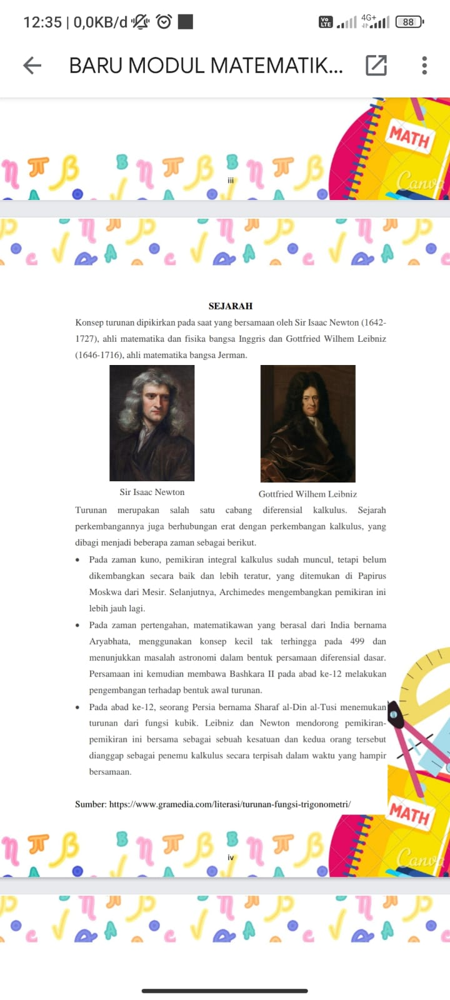 12:35 | 0,0KB/d
Vo LTE 4G+ 88
BARU MODUL MATEMATIK...
MATH
Canva
iii
SEJARAH
Konsep turunan dipikirkan pada saat yang bersamaan oleh Sir Isaac Newton (1642-
1727), ahli matematika dan fisika bangsa Inggris dan Gottfried Wilhem Leibniz
(1646-1716), ahli matematika bangsa Jerman.
Sir Isaac Newton
Gottfried Wilhem Leibniz
Turunan merupakan salah satu cabang diferensial kalkulus. Sejarah
perkembangannya juga berhubungan erat dengan perkembangan kalkulus, yang
dibagi menjadi beberapa zaman sebagai berikut.
• Pada zaman kuno, pemikiran integral kalkulus sudah muncul, tetapi belum
dikembangkan secara baik dan lebih teratur, yang ditemukan di Papirus
Moskwa dari Mesir. Selanjutnya, Archimedes mengembangkan pemikiran ini
lebih jauh lagi.
• Pada zaman pertengahan, matematikawan yang berasal dari India bernama
Aryabhata, menggunakan konsep kecil tak terhingga pada 499 dan
menunjukkan masalah astronomi dalam bentuk persamaan diferensial dasar.
Persamaan ini kemudian membawa Bashkara II pada abad ke-12 melakukan
pengembangan terhadap bentuk awal turunan.
• Pada abad ke-12, seorang Persia bernama Sharaf al-Din al-Tusi menemukan
turunan dari fungsi kubik. Leibniz dan Newton mendorong pemikiran-
pemikiran ini bersama sebagai sebuah kesatuan dan kedua orang tersebut
dianggap sebagai penemu kalkulus secara terpisah dalam waktu yang hampir
bersamaan.
Sumber: https://www.gramedia.com/literasi/turunan-fungsi-trigonometri/
MATH
Canva
iv